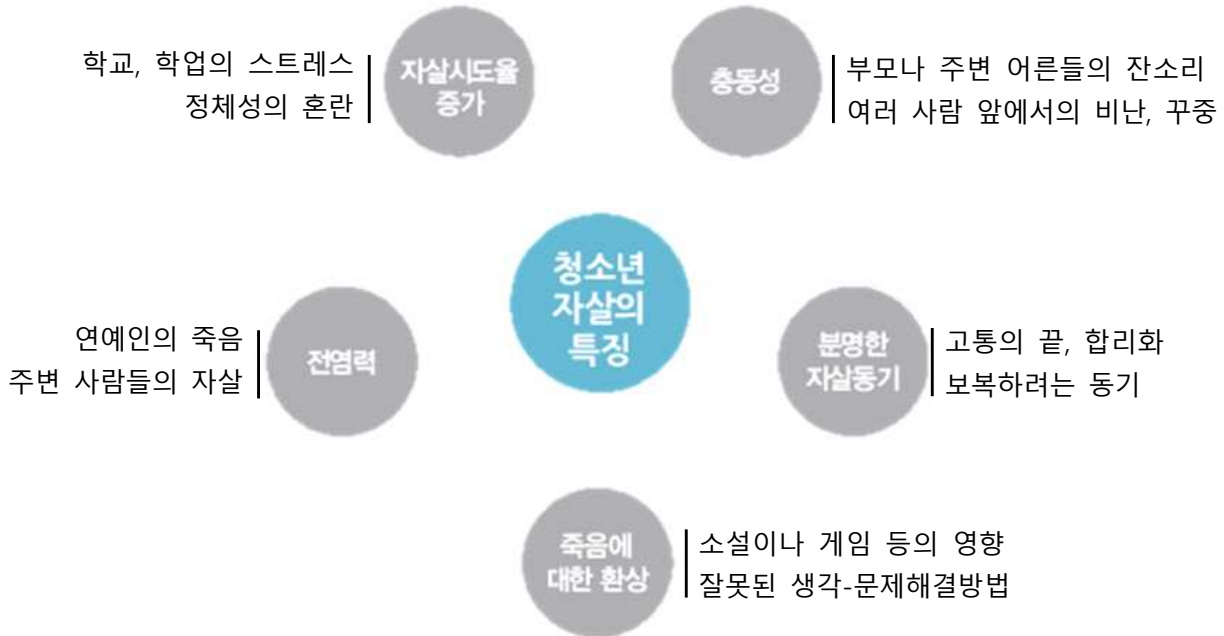 학교, 학업의 스트레스
정체성의 혼란
자살시도율
증가
충동성
부모나 주변 어른들의 잔소리
여러 사람 앞에서의 비난, 꾸중
청소년
자살의
특징
연예인의 죽음
주변 사람들의 자살
전염력
분명한
자살동기
고통의 끝, 합리화
보복하려는 동기
죽음에
대한 환상
소설이나 게임 등의 영향
잘못된 생각-문제해결방법